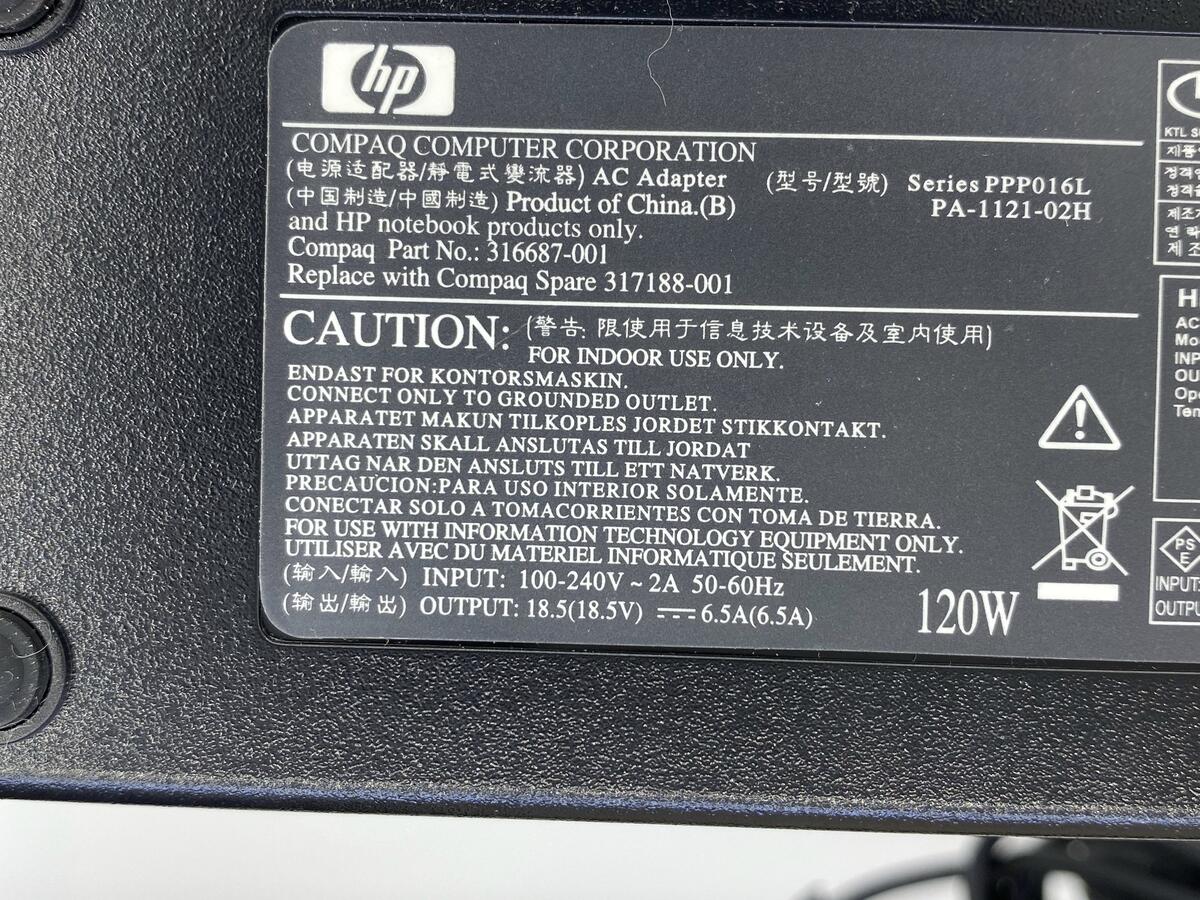 hp
COMPAQ COMPUTER CORPORATION
(电源适配器/靜電式變流器) AC Adapter (型号/型號) Series PPP016L
(中国制造/中國制造) Product of China.(B) PA-1121-02H
and HP notebook products only.
Compaq Part No.: 316687-001
Replace with Compaq Spare 317188-001
CAUTION: (警告: 限使用于信息技术设备及室内使用)
FOR INDOOR USE ONLY.
ENDAST FOR KONTORSMASKIN.
CONNECT ONLY TO GROUNDED OUTLET.
APPARATET MAKUN TILKOPLES JORDET STIKKONTAKT.
APPARATEN SKALL ANSLUTAS TILL JORDAT
UTTAG NAR DEN ANSLUTS TILL ETT NATVERK.
PRECAUCION:PARA USO INTERIOR SOLAMENTE.
CONECTAR SOLO A TOMACORRIENTES CON TOMA DE TIERRA.
FOR USE WITH INFORMATION TECHNOLOGY EQUIPMENT ONLY.
UTILISER AVEC DU MATERIEL INFORMATIQUE SEULEMENT.
(输入/輸入) INPUT: 100-240V ~ 2A 50-60Hz
(输出/輸出) OUTPUT: 18.5(18.5V) 6.5A(6.5A)
120W
KTL
제조
PS
E
INPUT: